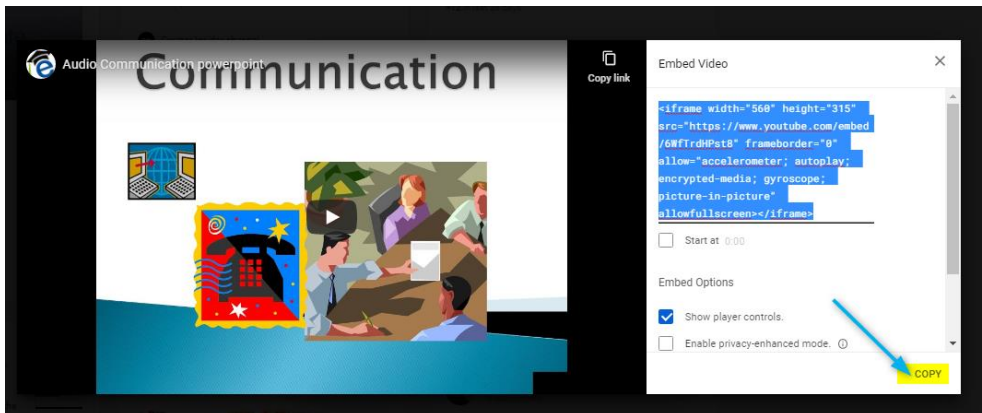 Audio Communication powerpoint
Communication
Copy link
Embed Video
<iframe width="560" height="315"
src="https://www.youtube.com/embed
/6WfTrdHPst8" frameborder="0"
allow="accelerometer; autoplay;
encrypted-media; gyroscope;
picture-in-picture"
allowfullscreen></iframe>
Start at 0:00
Embed Options
Show player controls.
Enable privacy-enhanced mode.
COPY